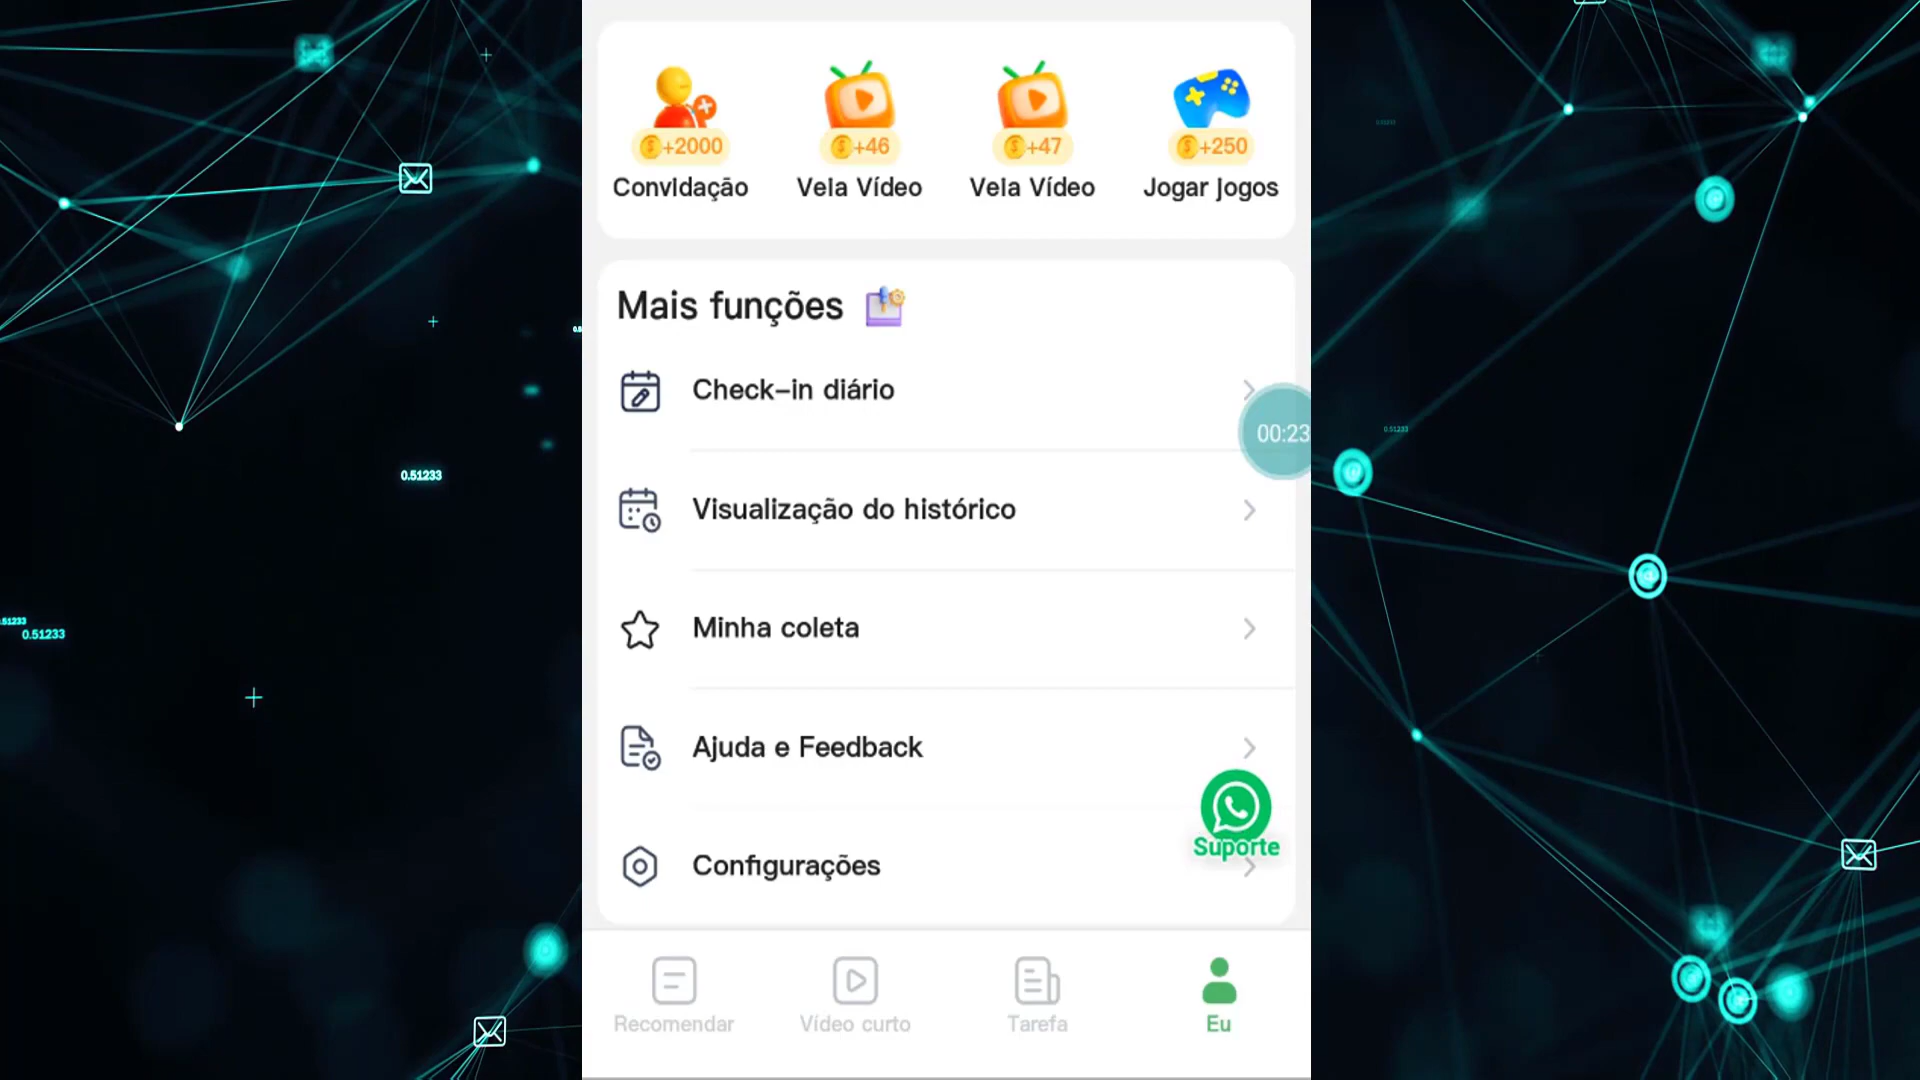 +2000
+46
+47
+250
Convidação
Vela Vídeo
Vela Vídeo
Jogar Jogos
Mais funções
Check-in diário
00:23
Visualização do histórico
Minha coleta
Ajuda e Feedback
Suporte
Configurações
Recomendar
Vídeo curto
Tarefa
Eu
0.51233
0.51233
0.51233
.51233